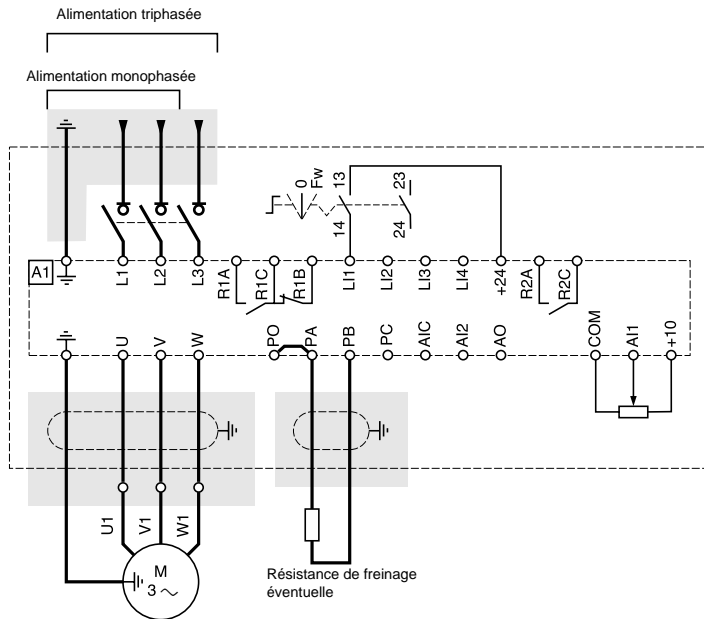 Alimentation triphasée
Alimentation monophasée
0
Fw
13
14
23
24
A1
L1
L2
L3
R1A
R1C
R1B
LI1
LI2
LI3
LI4
+24
R2A
R2C
U
V
W
PO
PA
PB
PC
AIC
AI2
AO
COM
AI1
+10
U1
V1
W1
M
3
Résistance de freinage
éventuelle